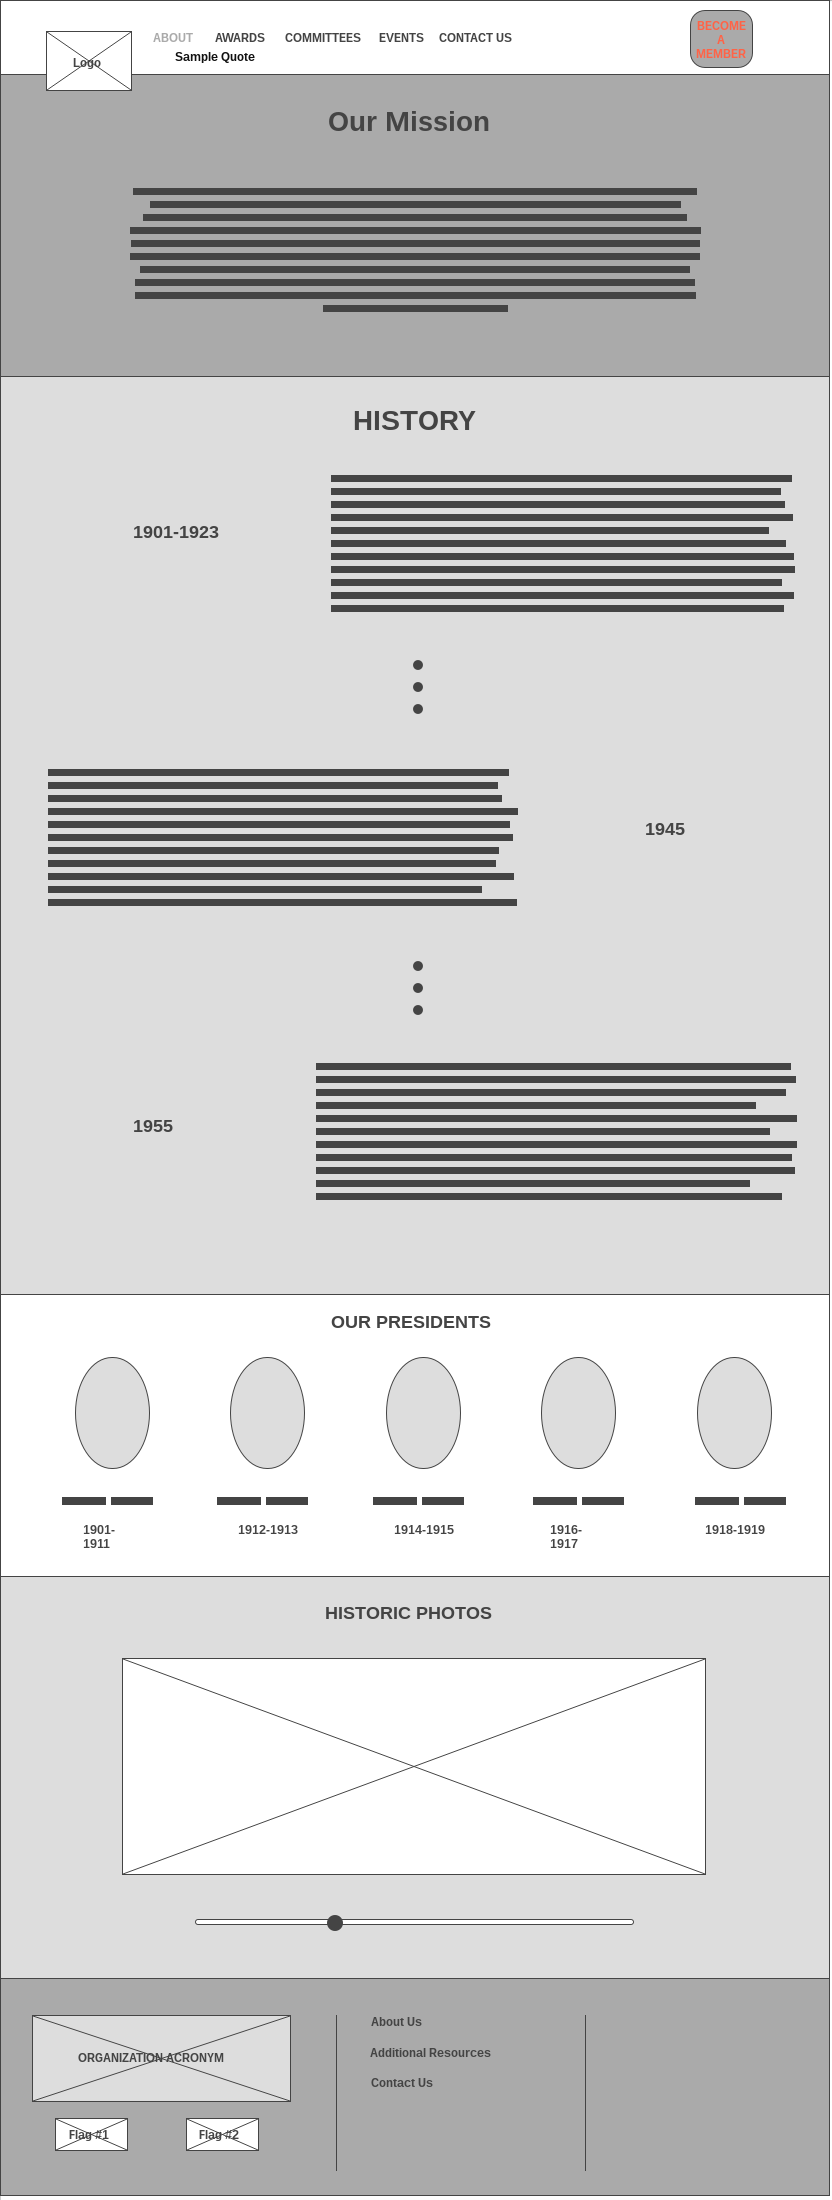 ABOUT AWARDS COMMITTEES EVENTS CONTACT US
BECOME
A
MEMBER
Sample Quote
Logo
Our Mission
HISTORY
1901-1923
1945
1955
OUR PRESIDENTS
1901-
1911
1912-1913
1914-1915
1916-
1917
1918-1919
HISTORIC PHOTOS
ORGANIZATION ACRONYM
Flag #1
Flag #2
About Us
Additional Resources
Contact Us